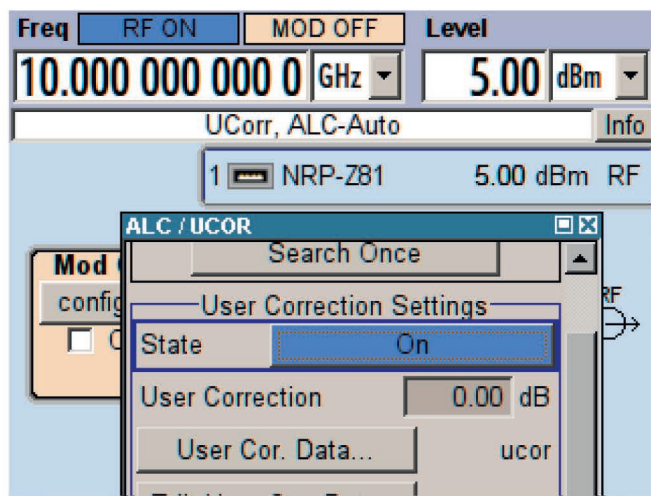 Freq RF ON MOD OFF Level
10.000 000 000 0 GHz 5.00 dBm
UCorr, ALC-Auto Info
1 NRP-Z81 5.00 dBm RF
ALC / UCOR
Search Once
Mod
config
RF
User Correction Settings
State On
User Correction 0.00 dB
User Cor. Data... ucor